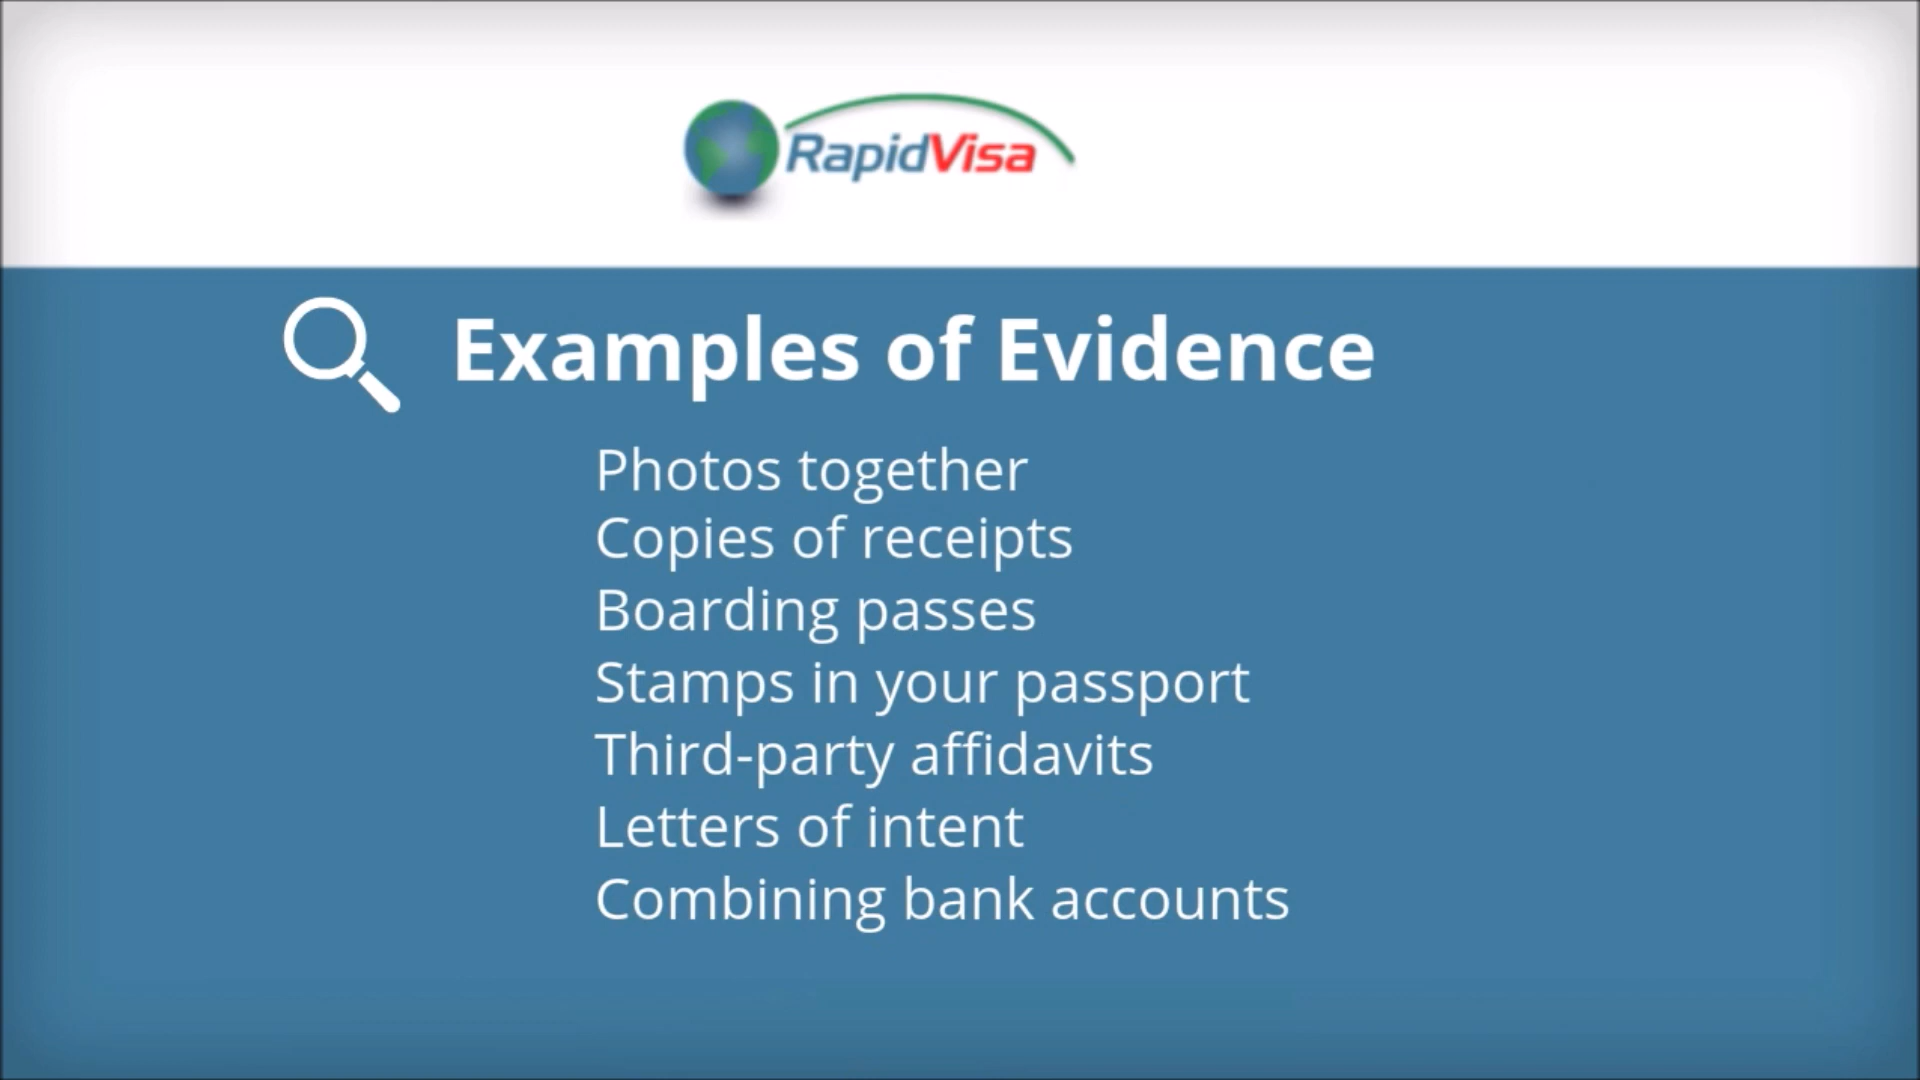 RapidVisa
Examples of Evidence
Photos together
Copies of receipts
Boarding passes
Stamps in your passport
Third-party affidavits
Letters of intent
Combining bank accounts